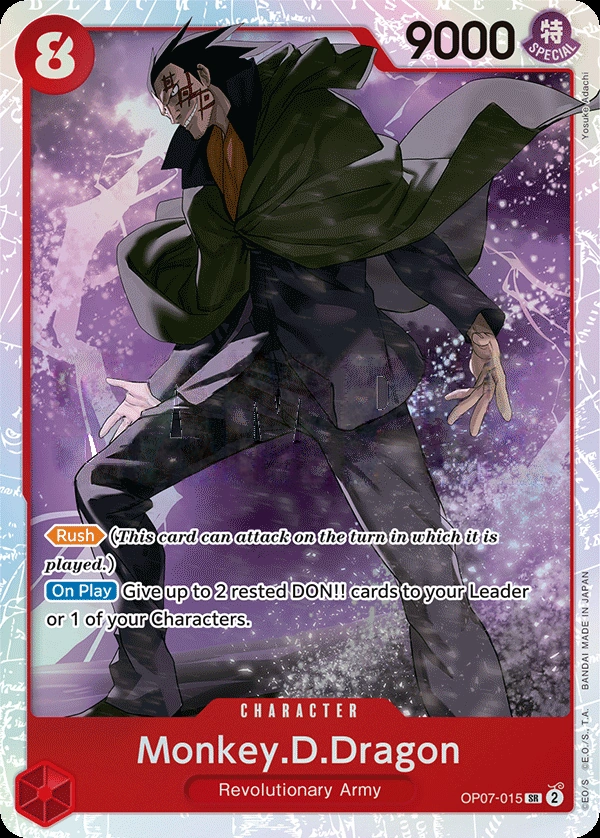 8
9000
特
SPECIAL
Yosuke Adachi
Rush (This card can attack on the turn in which it is
played.)
On Play Give up to 2 rested DON!! cards to your Leader
or 1 of your Characters.
CHARACTER
Monkey.D.Dragon
Revolutionary Army
OP07-015 SR 2
©E.O/S ©E.O./S., T.A. BANDAI MADE IN JAPAN